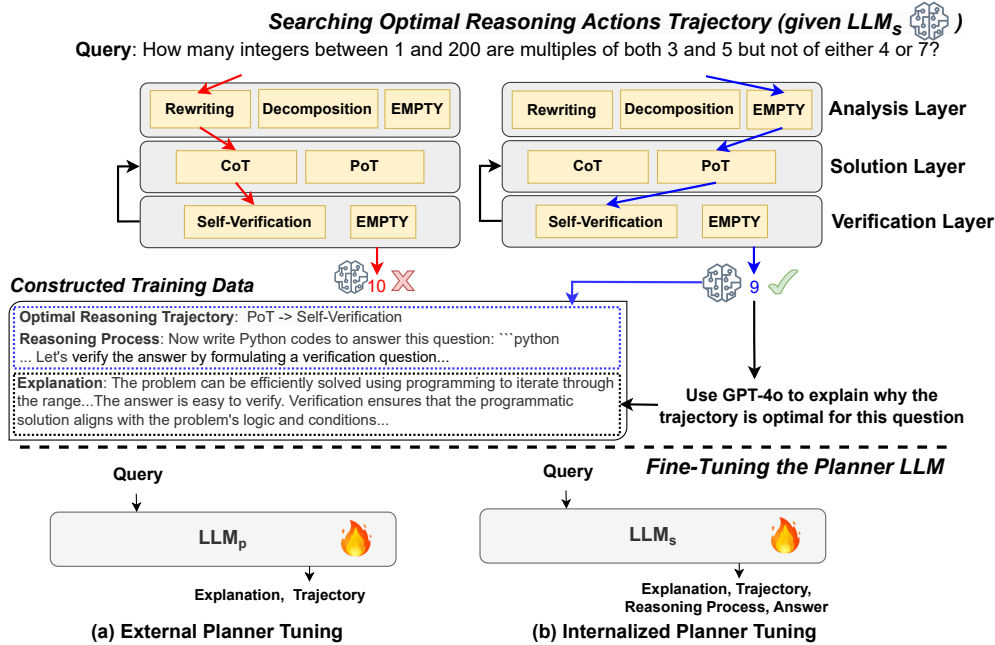 Searching Optimal Reasoning Actions Trajectory (given LLMs )
Query: How many integers between 1 and 200 are multiples of both 3 and 5 but not of either 4 or 7?
Rewriting Decomposition EMPTY
Rewriting Decomposition EMPTY
Analysis Layer
CoT PoT
CoT PoT
Solution Layer
Self-Verification EMPTY
Self-Verification EMPTY
Verification Layer
10
9
Constructed Training Data
Optimal Reasoning Trajectory: PoT -> Self-Verification
Reasoning Process: Now write Python codes to answer this question: ```python
... Let's verify the answer by formulating a verification question...
Explanation: The problem can be efficiently solved using programming to iterate through
the range...The answer is easy to verify. Verification ensures that the programmatic
solution aligns with the problem's logic and conditions...
Use GPT-4o to explain why the
trajectory is optimal for this question
Fine-Tuning the Planner LLM
Query
LLMp
Explanation, Trajectory
(a) External Planner Tuning
Query
LLMs
Explanation, Trajectory,
Reasoning Process, Answer
(b) Internalized Planner Tuning